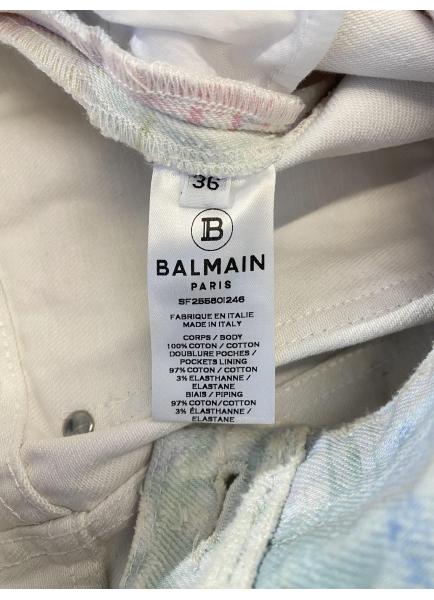 36
B
BALMAIN
PARIS
SF25580I246
FABRIQUE EN ITALIE
MADE IN ITALY
CORPS / BODY
100% COTON / COTTON
DOUBLURE POCHES /
POCKETS LINING
97% COTON / COTTON
3% ELASTHANNE /
ELASTANE
BIAIS / PIPING
97% COTON/COTTON
3% ÉLASTHANNE /
ELASTANE